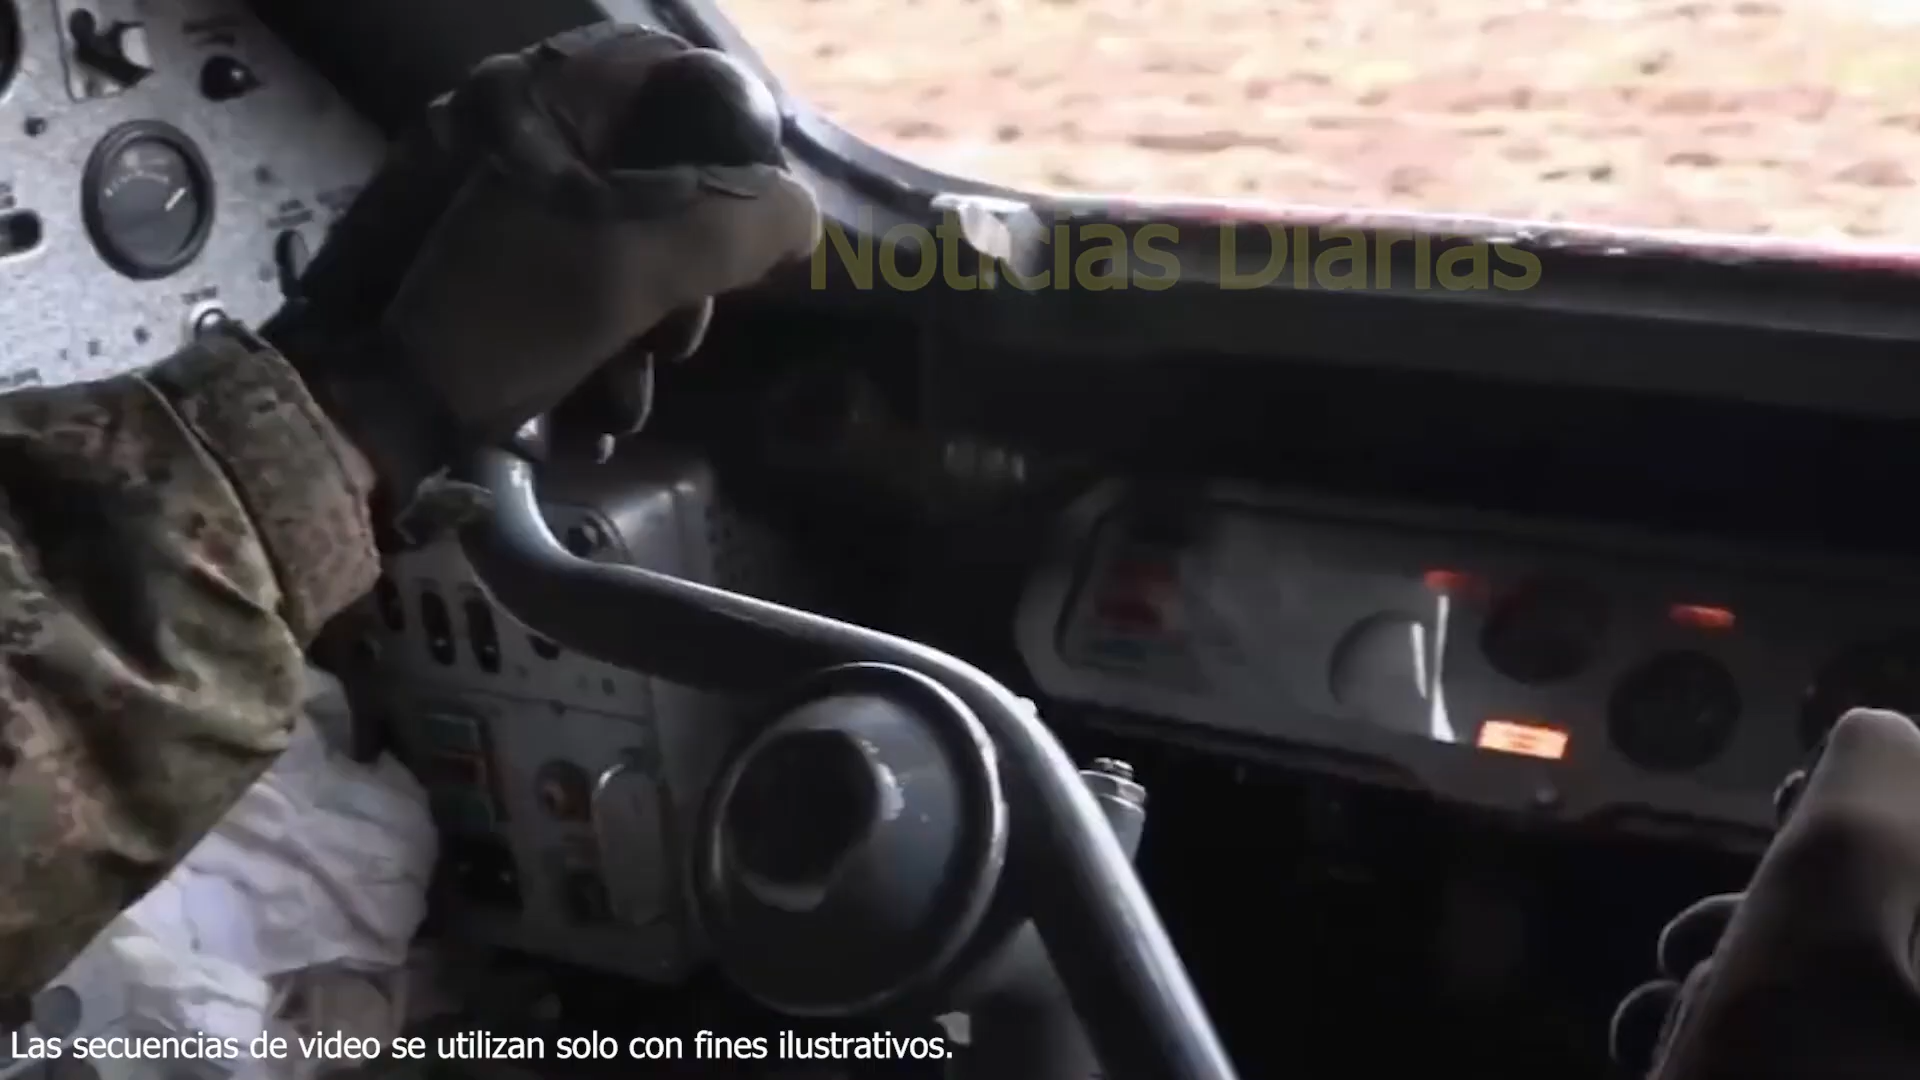 Noticias Diarias
Las secuencias de video se utilizan solo con fines ilustrativos.